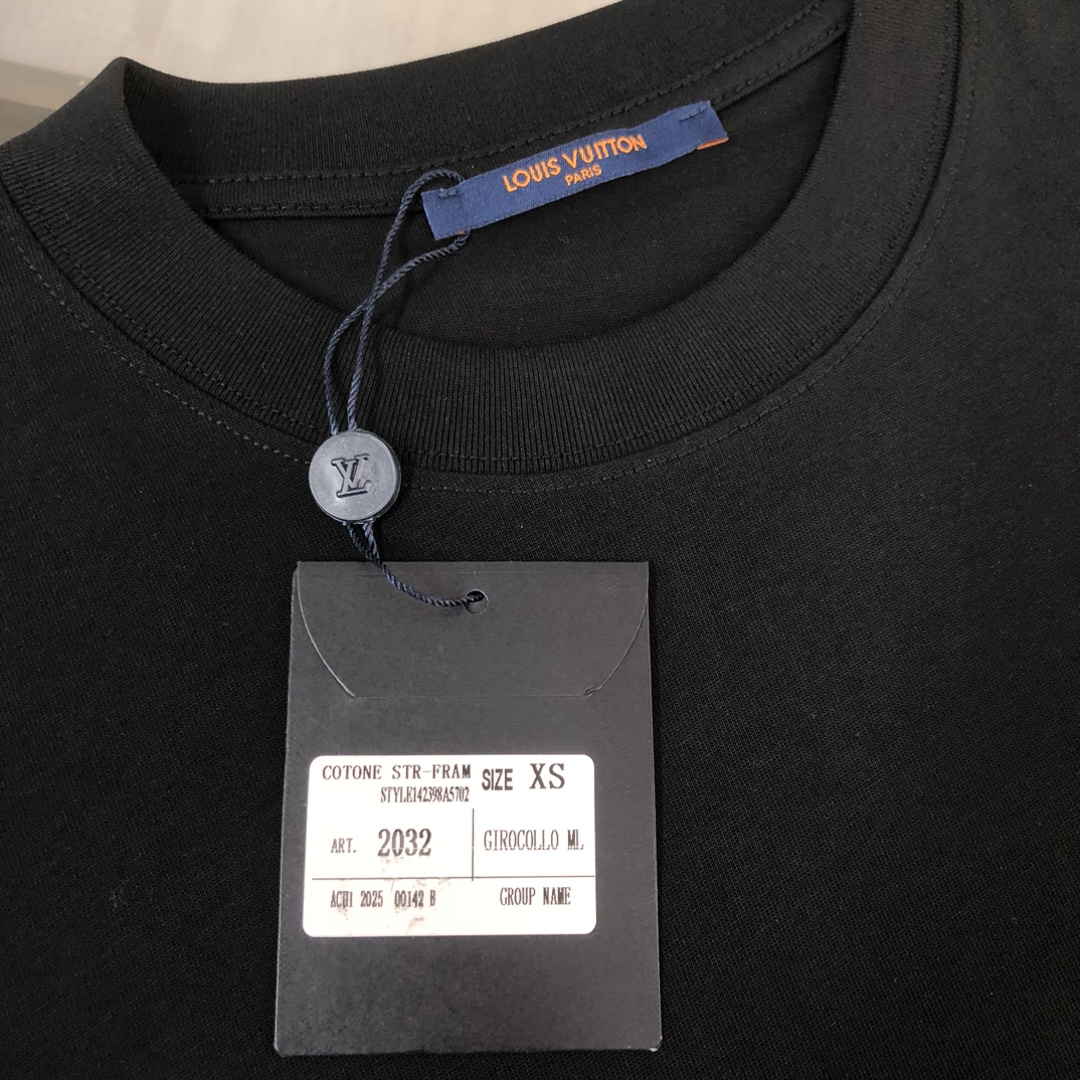 LOUIS VUITTON
PARIS
LV
COTONE STR-FRAM SIZE XS
STYLE142398A5702
ART. 2032 GIROCOLLO ML
ACU1 2025 00142 B GROUP NAME